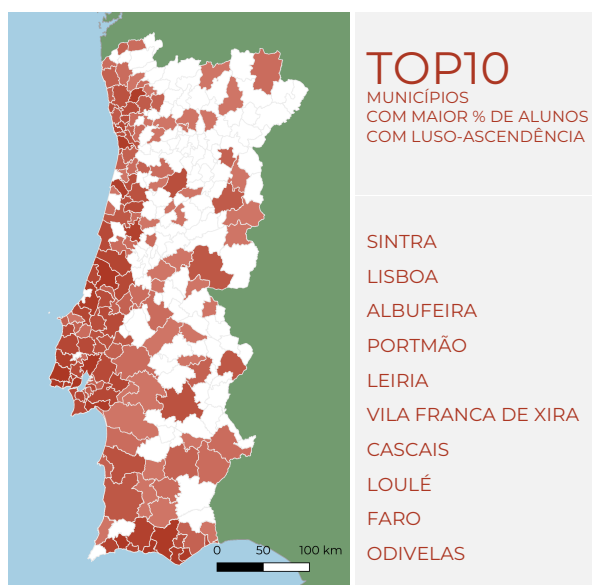 TOP10
MUNICÍPIOS
COM MAIOR % DE ALUNOS
COM LUSO-ASCENDÊNCIA
SINTRA
LISBOA
ALBUFEIRA
PORTMÃO
LEIRIA
VILA FRANCA DE XIRA
CASCAIS
LOULÉ
FARO
ODIVELAS
0 50 100 km